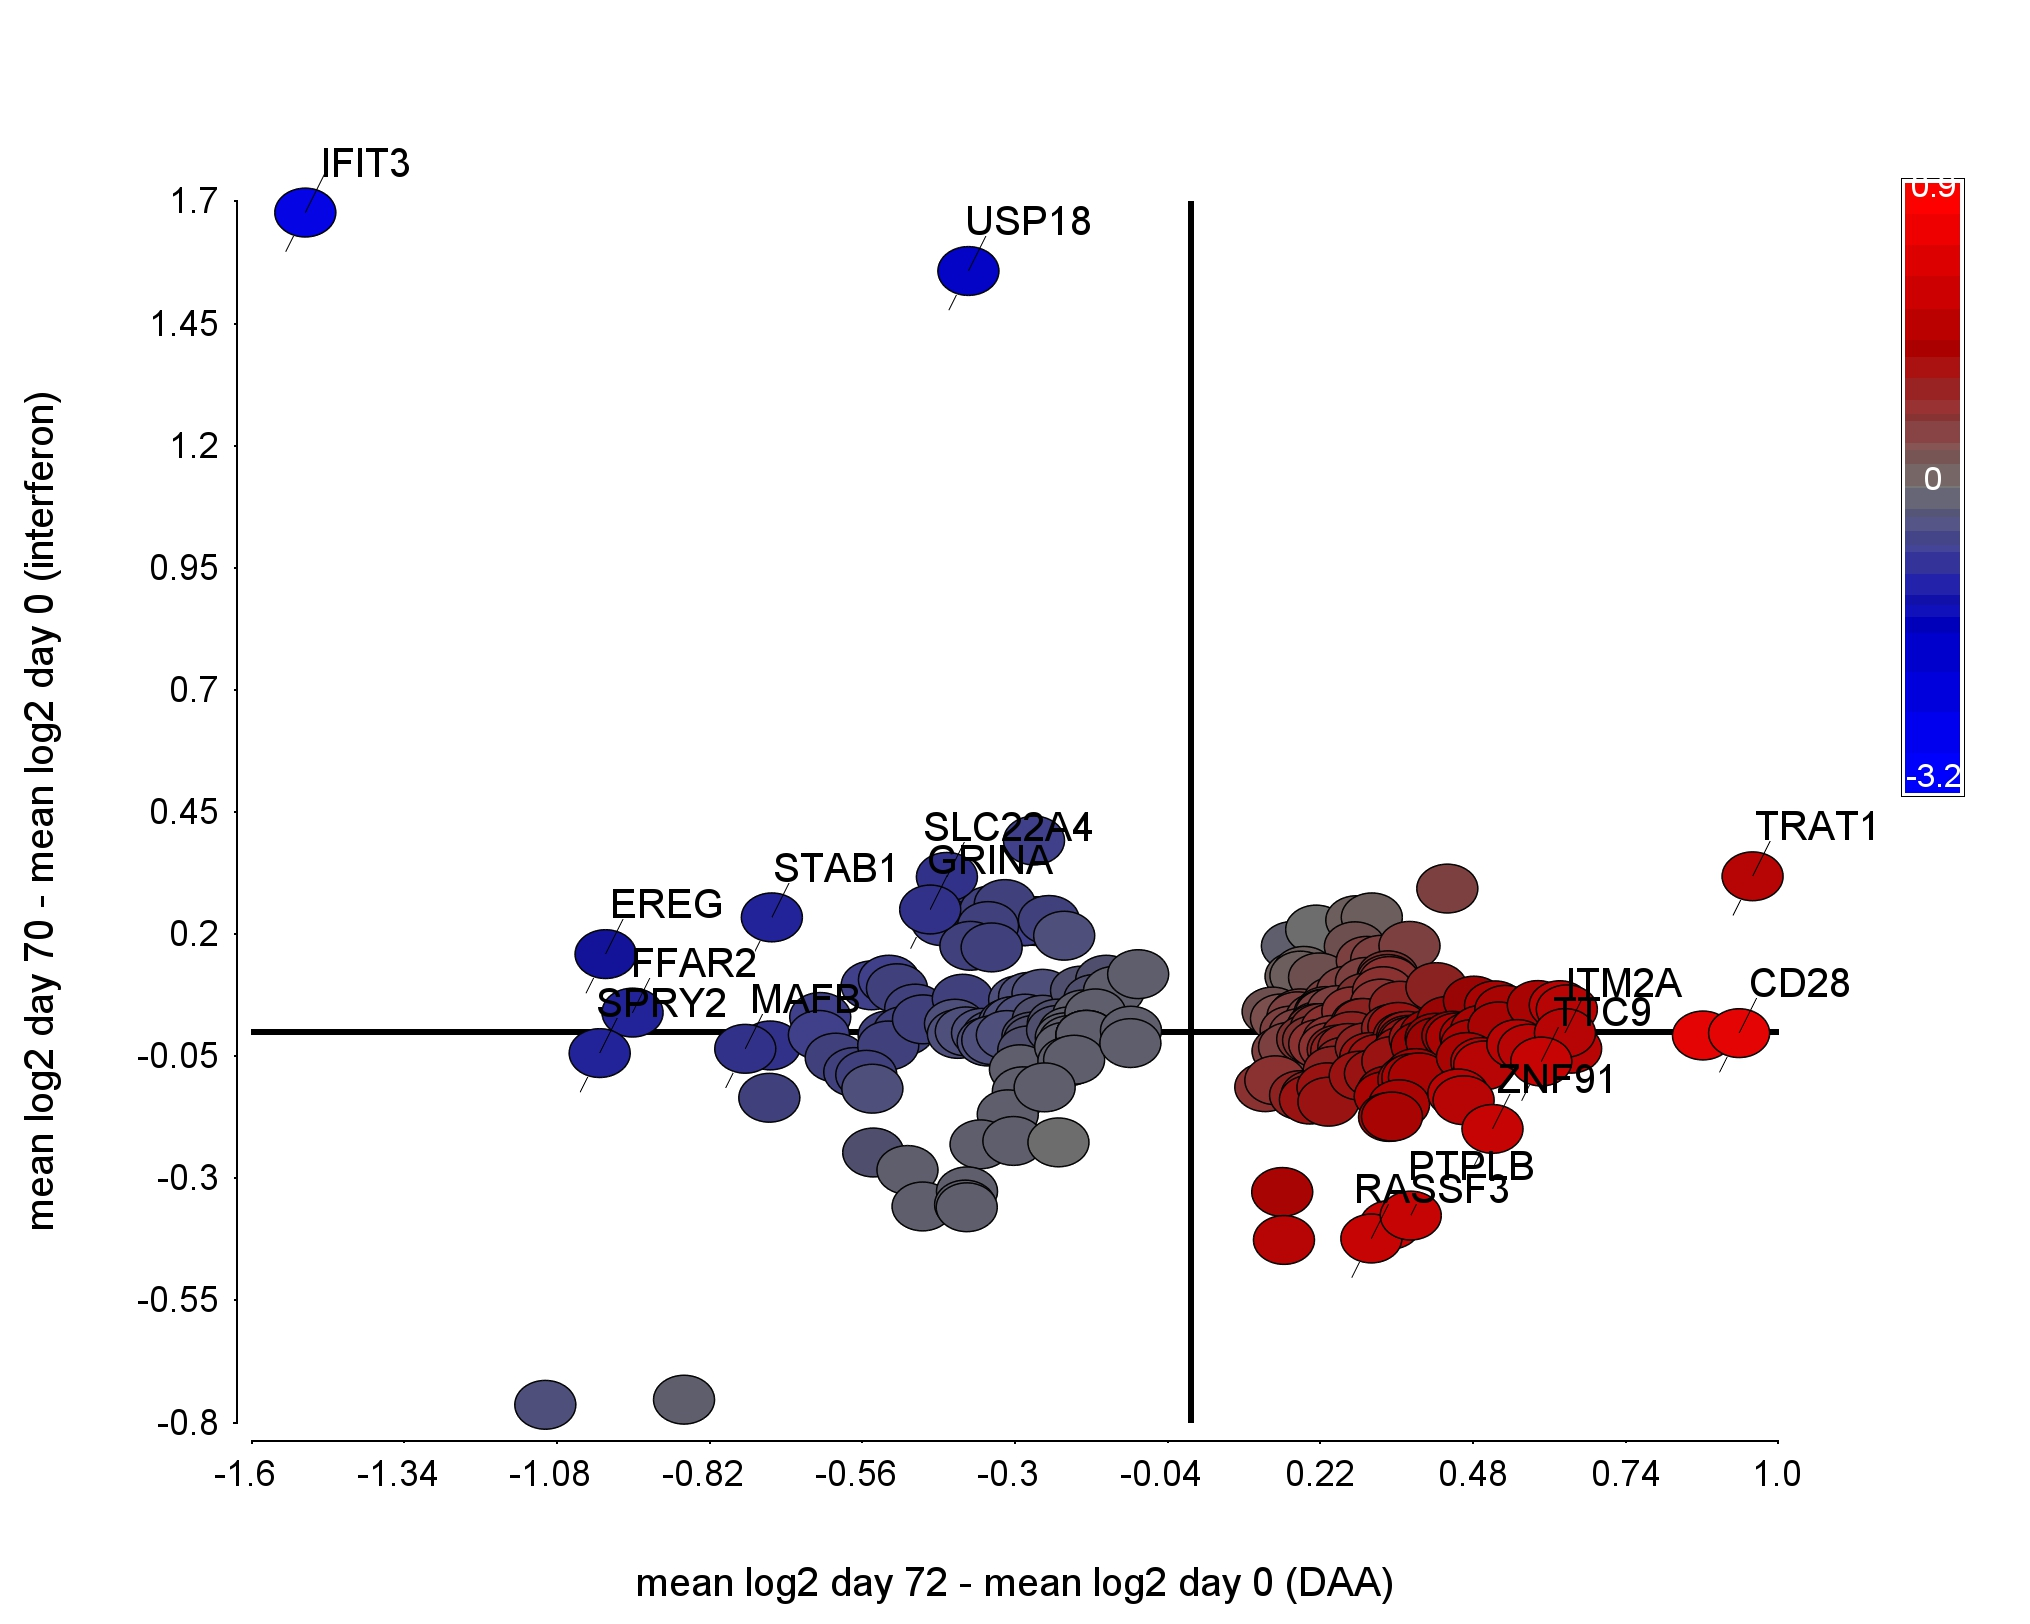 IFIT3
USP18
1.7
1.45
1.2
0.95
0.7
0.45
0.2
-0.05
-0.3
-0.55
-0.8
mean log2 day 70 - mean log2 day 0 (interferon)
0.9
0
-3.2
SLC22A4
GRINA
STAB1
EREG
FFAR2
SPRY2
MAFB
TRAT1
ITM2A
CD28
TTC9
ZNF91
PTPLB
RASSF3
-1.6
-1.34
-1.08
-0.82
-0.56
-0.3
-0.04
0.22
0.48
0.74
1.0
mean log2 day 72 - mean log2 day 0 (DAA)